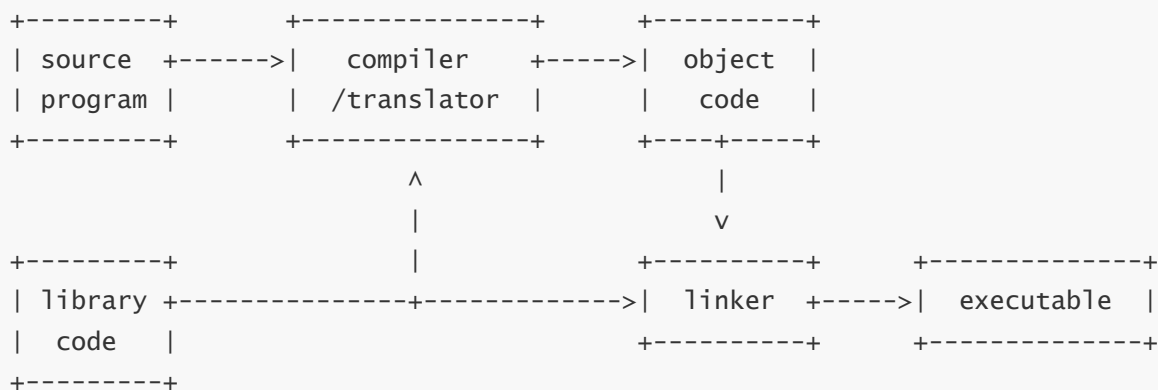 +---------+       +---------------+      +----------+
| source  +------>|   compiler    +----->|  object  |
| program |       |  /translator  |      |   code   |
+---------+       +---------------+      +----+-----+
                          ^                   |
                          |                   v
+---------+               |              +----------+      +--------------+
| library +---------------+------------->|  linker  +----->|  executable  |
|  code   |                              +----------+      +--------------+
+---------+